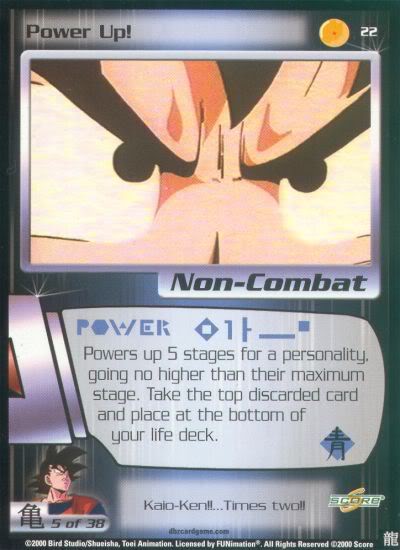 Power Up!
22
Non-Combat
POWER
Powers up 5 stages for a personality,
going no higher than their maximum
stage. Take the top discarded card
and place at the bottom of
your life deck.
青
亀
5 of 38
Kaio-Ken!!...Times two!!
SCORE
dbzcardgame.com
©2000 Bird Studio/Shueisha, Toei Animation. Licensed by FUNimation®. All Rights Reserved ©2000 Score
龍